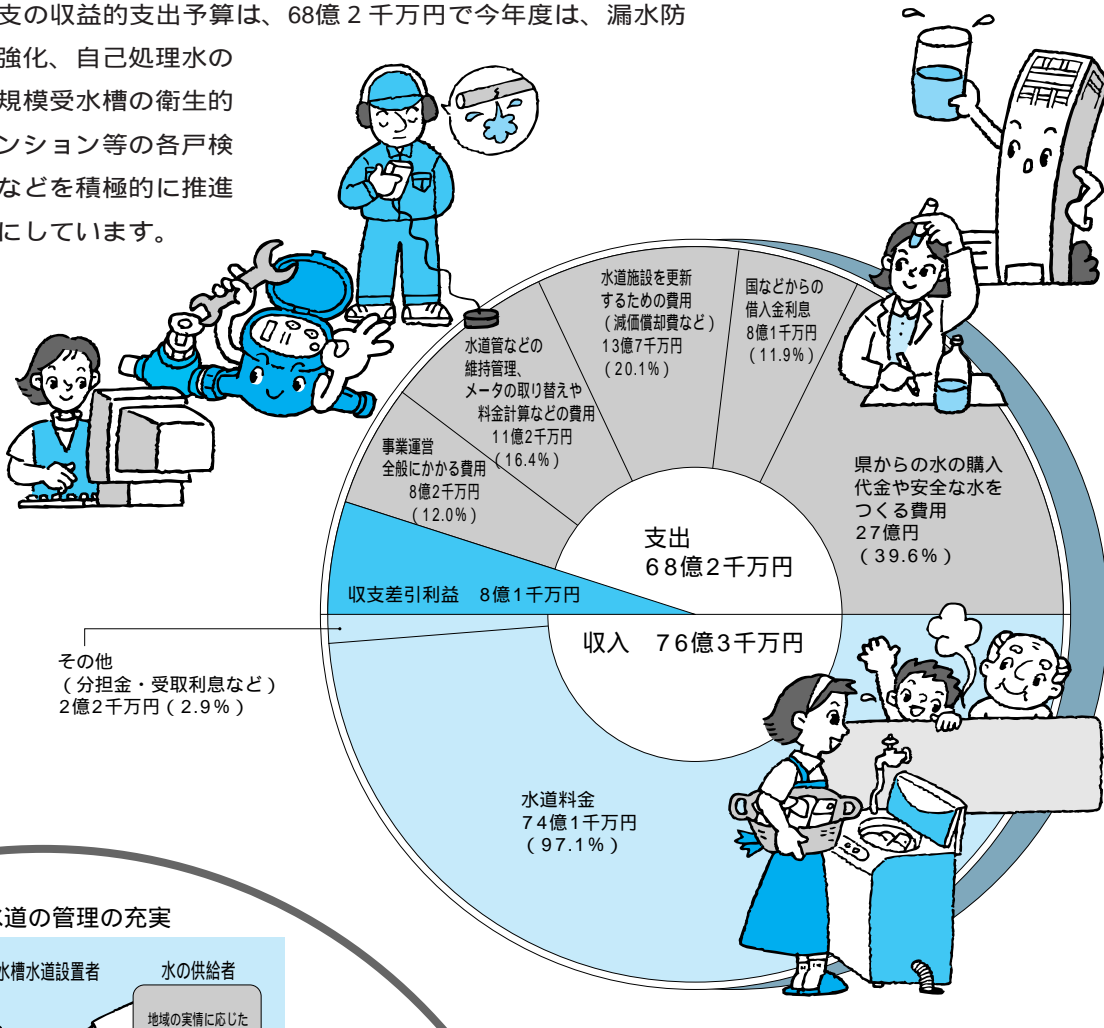 支の収益的支出予算は、68億２千万円で今年度は、漏水防
強化、自己処理水の
規模受水槽の衛生的
ンション等の各戸検
などを積極的に推進
にしています。
水道施設を更新
するための費用
（減価償却費など）
13億7千万円
（20.1%）
国などからの
借入金利息
8億1千万円
（11.9%）
水道管などの
維持管理、
メータの取り替えや
料金計算などの費用
11億2千万円
（16.4%）
事業運営
全般にかかる費用
8億2千万円
（12.0%）
県からの水の購入
代金や安全な水を
つくる費用
27億円
（39.6%）
支出
68億2千万円
収支差引利益　8億1千万円
収入　76億3千万円
その他
（分担金・受取利息など）
2億2千万円（2.9%）
水道料金
74億1千万円
（97.1%）
道の管理の充実
水槽水道設置者
水の供給者
地域の実情に応じた